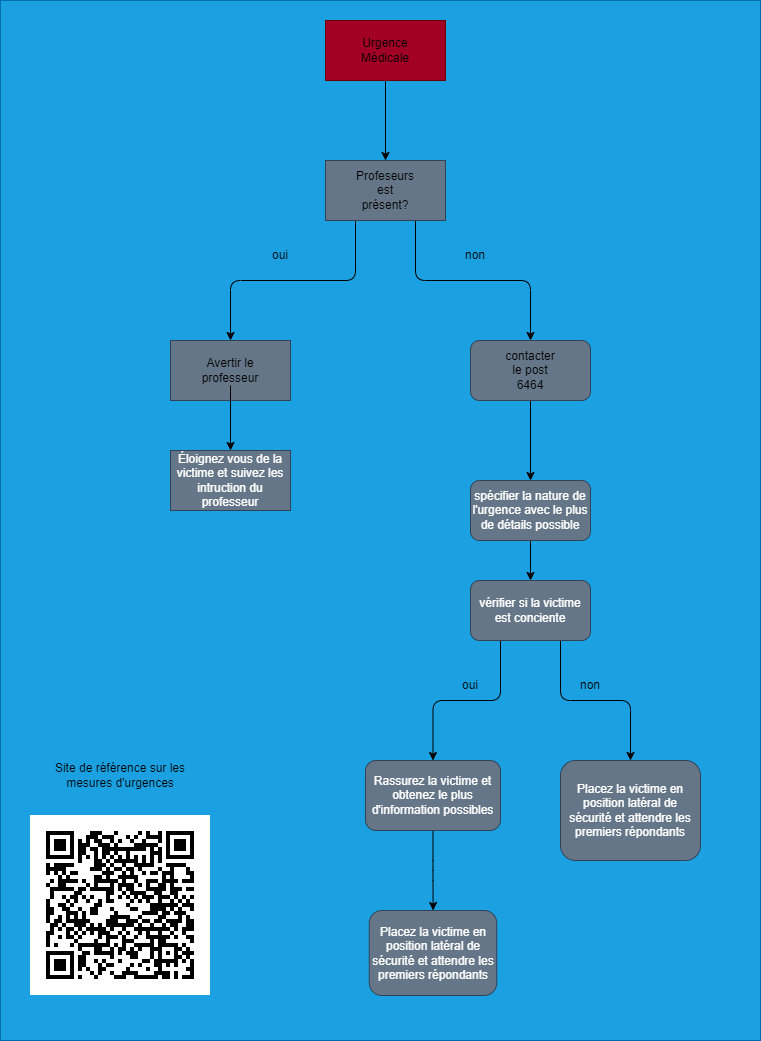 Urgence
Médicale
Profeseurs
est
présent?
oui
non
Avertir le
professeur
contacter
le post
6464
Éloignez vous de la
victime et suivez les
intruction du
professeur
spécifier la nature de
l'urgence avec le plus
de détails possible
vérifier si la victime
est conciente
oui
non
Rassurez la victime et
obtenez le plus
d'information possibles
Placez la victime en
position latéral de
sécurité et attendre les
premiers répondants
Site de référence sur les
mesures d'urgences
Placez la victime en
position latéral de
sécurité et attendre les
premiers répondants